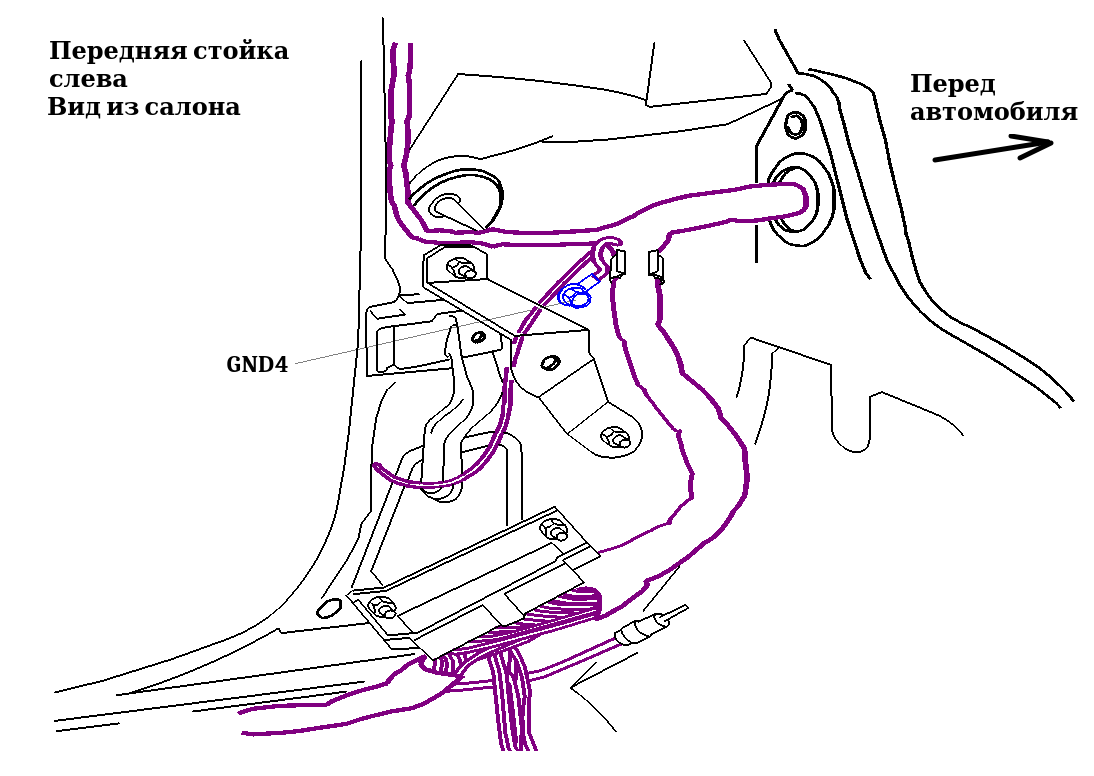 Передняя стойка
слева
Вид из салона
Перед
автомобиля
GND4